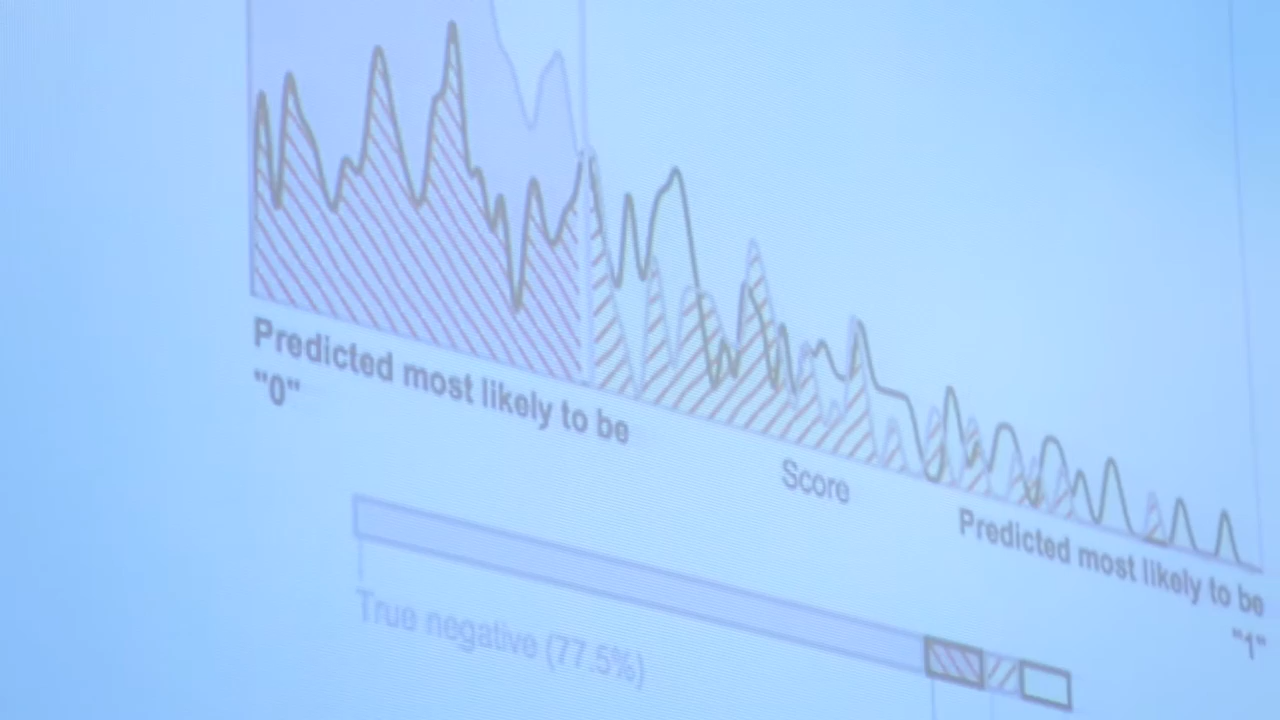 Predicted most likely to be
"0"
Score
Predicted most likely to be
"1"
True negative (77.5%)